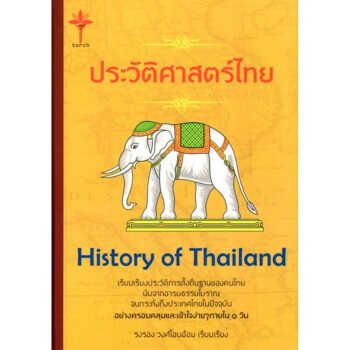 torch
ประวัติศาสตร์ไทย
History of Thailand
เรียบเรียงประวัติการตั้งถิ่นฐานของคนไทย
นับจากอารยธรรมโบราณ
จนกระทั่งถึงประเทศไทยในปัจจุบัน
อย่างครอบคลุมและเข้าใจง่ายๆภายใน ๑ วัน
รงรอง วงศ์โอบอ้อม เรียบเรียง